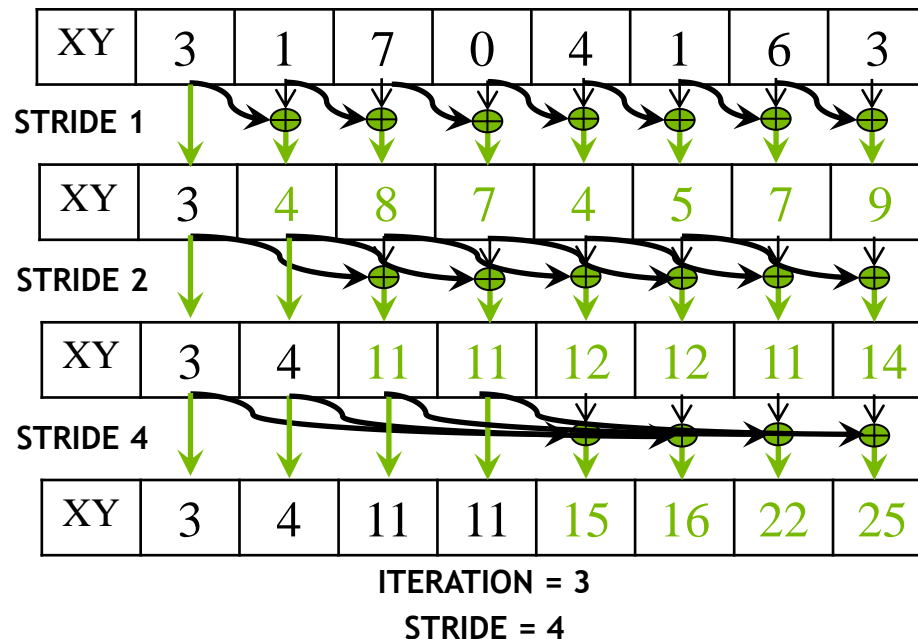 XY 3 1 7 0 4 1 6 3
STRIDE 1
XY 3 4 8 7 4 5 7 9
STRIDE 2
XY 3 4 11 11 12 12 11 14
STRIDE 4
XY 3 4 11 11 15 16 22 25
ITERATION = 3
STRIDE = 4